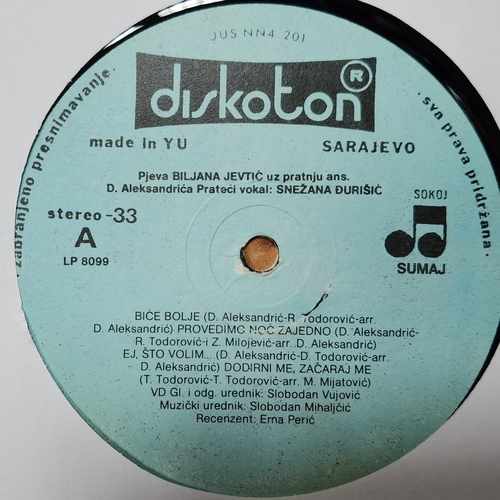 JUS NN4 201
diskoton ®
made in YU SARAJEVO
zabranjeno presnimavanje.
. sva prava pridržana.
Pjeva BILJANA JEVTIĆ uz pratnju ans.
D. Aleksandrića Prateći vokal: SNEŽANA ĐURIŠIĆ
stereo -33
A
LP 8099
SOKOJ
SUMAJ
BIĆE BOLJE (D. Aleksandrić-R. Todorović-arr.
D. Aleksandrić) PROVEDIMO NOĆ ZAJEDNO (D. Aleksandrić-
R. Todorović-i Z. Milojević-arr. D. Aleksandrić)
EJ, ŠTO VOLIM... (D. Aleksandrić-D. Todorović-arr.
D. Aleksandrić) DODIRNI ME, ZAČARAJ ME
(T. Todorović-T. Todorović-arr. M. Mijatović)
VD Gl. i odg. urednik: Slobodan Vujović
Muzički urednik: Slobodan Mihaljčić
Recenzent: Erna Perić